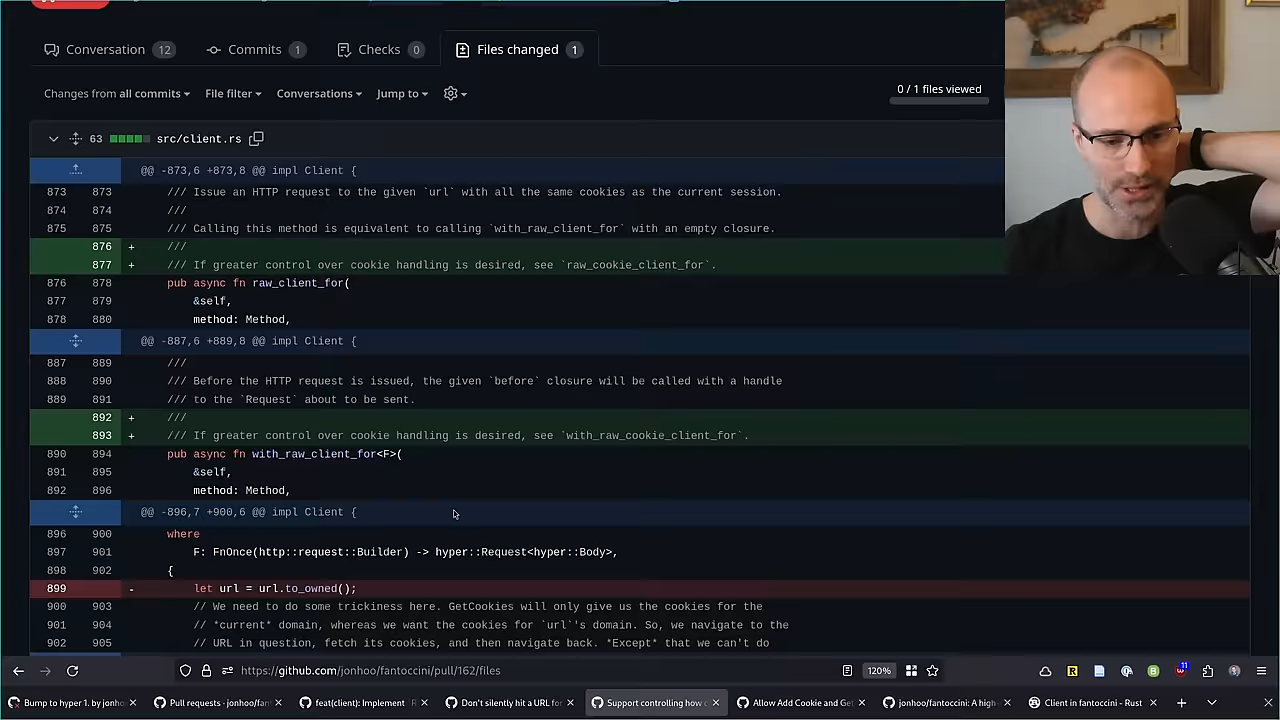 Conversation 12 Commits 1 Checks 0 Files changed 1
Changes from all commits File filter Conversations Jump to
0 / 1 files viewed
63 src/client.rs
@@ -873,6 +873,8 @@ impl Client {
873 873 /// Issue an HTTP request to the given `url` with all the same cookies as the current session.
874 874 ///
875 875 /// Calling this method is equivalent to calling `with_raw_client_for` with an empty closure.
876 + ///
877 + /// If greater control over cookie handling is desired, see `raw_cookie_client_for`.
876 878 pub async fn raw_client_for(
877 879 &self,
878 880 method: Method,
@@ -887,6 +889,8 @@ impl Client {
887 889 ///
888 890 /// Before the HTTP request is issued, the given `before` closure will be called with a handle
889 891 /// to the `Request` about to be sent.
892 + ///
893 + /// If greater control over cookie handling is desired, see `with_raw_cookie_client_for`.
890 894 pub async fn with_raw_client_for<F>(
891 895 &self,
892 896 method: Method,
@@ -896,7 +900,6 @@ impl Client {
896 900 where
897 901 F: FnOnce(http::request::Builder) -> hyper::Request<hyper::Body>,
898 902 {
899 - let url = url.to_owned();
900 903 // We need to do some trickiness here. GetCookies will only give us the cookies for the
901 904 // *current* domain, whereas we want the cookies for `url`'s domain. So, we navigate to the
902 905 // URL in question, fetch its cookies, and then navigate back. *Except* that we can't do
https://github.com/jonhoo/fantoccini/pull/162/files 120% 11
Bump to hyper 1. by jonho Pull requests · jonhoo/fan feat(client): Implement `R Don't silently hit a URL for Support controlling how c Allow Add Cookie and Get jonhoo/fantoccini: A high- Client in fantoccini - Rust